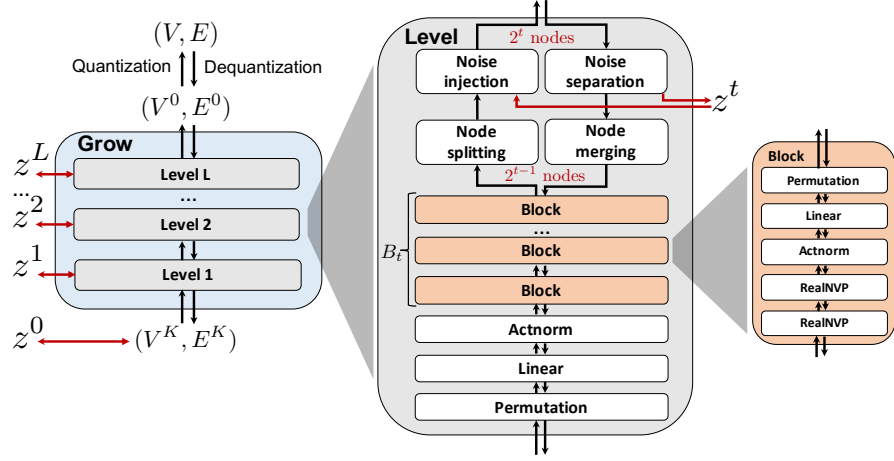 (V, E)
Quantization
Dequantization
(V^0, E^0)
Grow
z^L
Level L
...
...
z^2
Level 2
z^1
Level 1
z^0
(V^K, E^K)
Level
2^t nodes
Noise injection
Noise separation
z^t
Node splitting
Node merging
2^{t-1} nodes
Block
...
B_t
Block
Block
Actnorm
Linear
Permutation
Block
Permutation
Linear
Actnorm
RealNVP
RealNVP